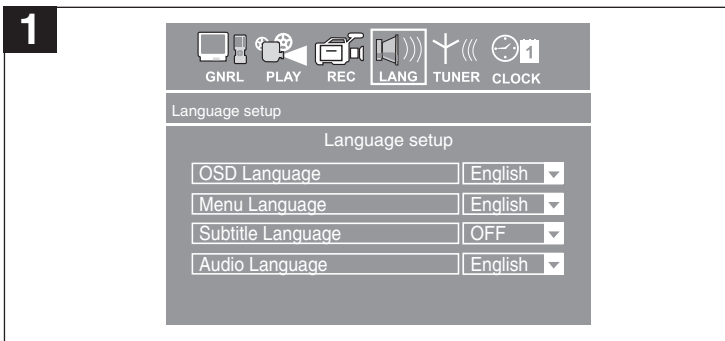 1
GNRL PLAY REC LANG TUNER CLOCK
1
Language setup
Language setup
OSD Language English
Menu Language English
Subtitle Language OFF
Audio Language English